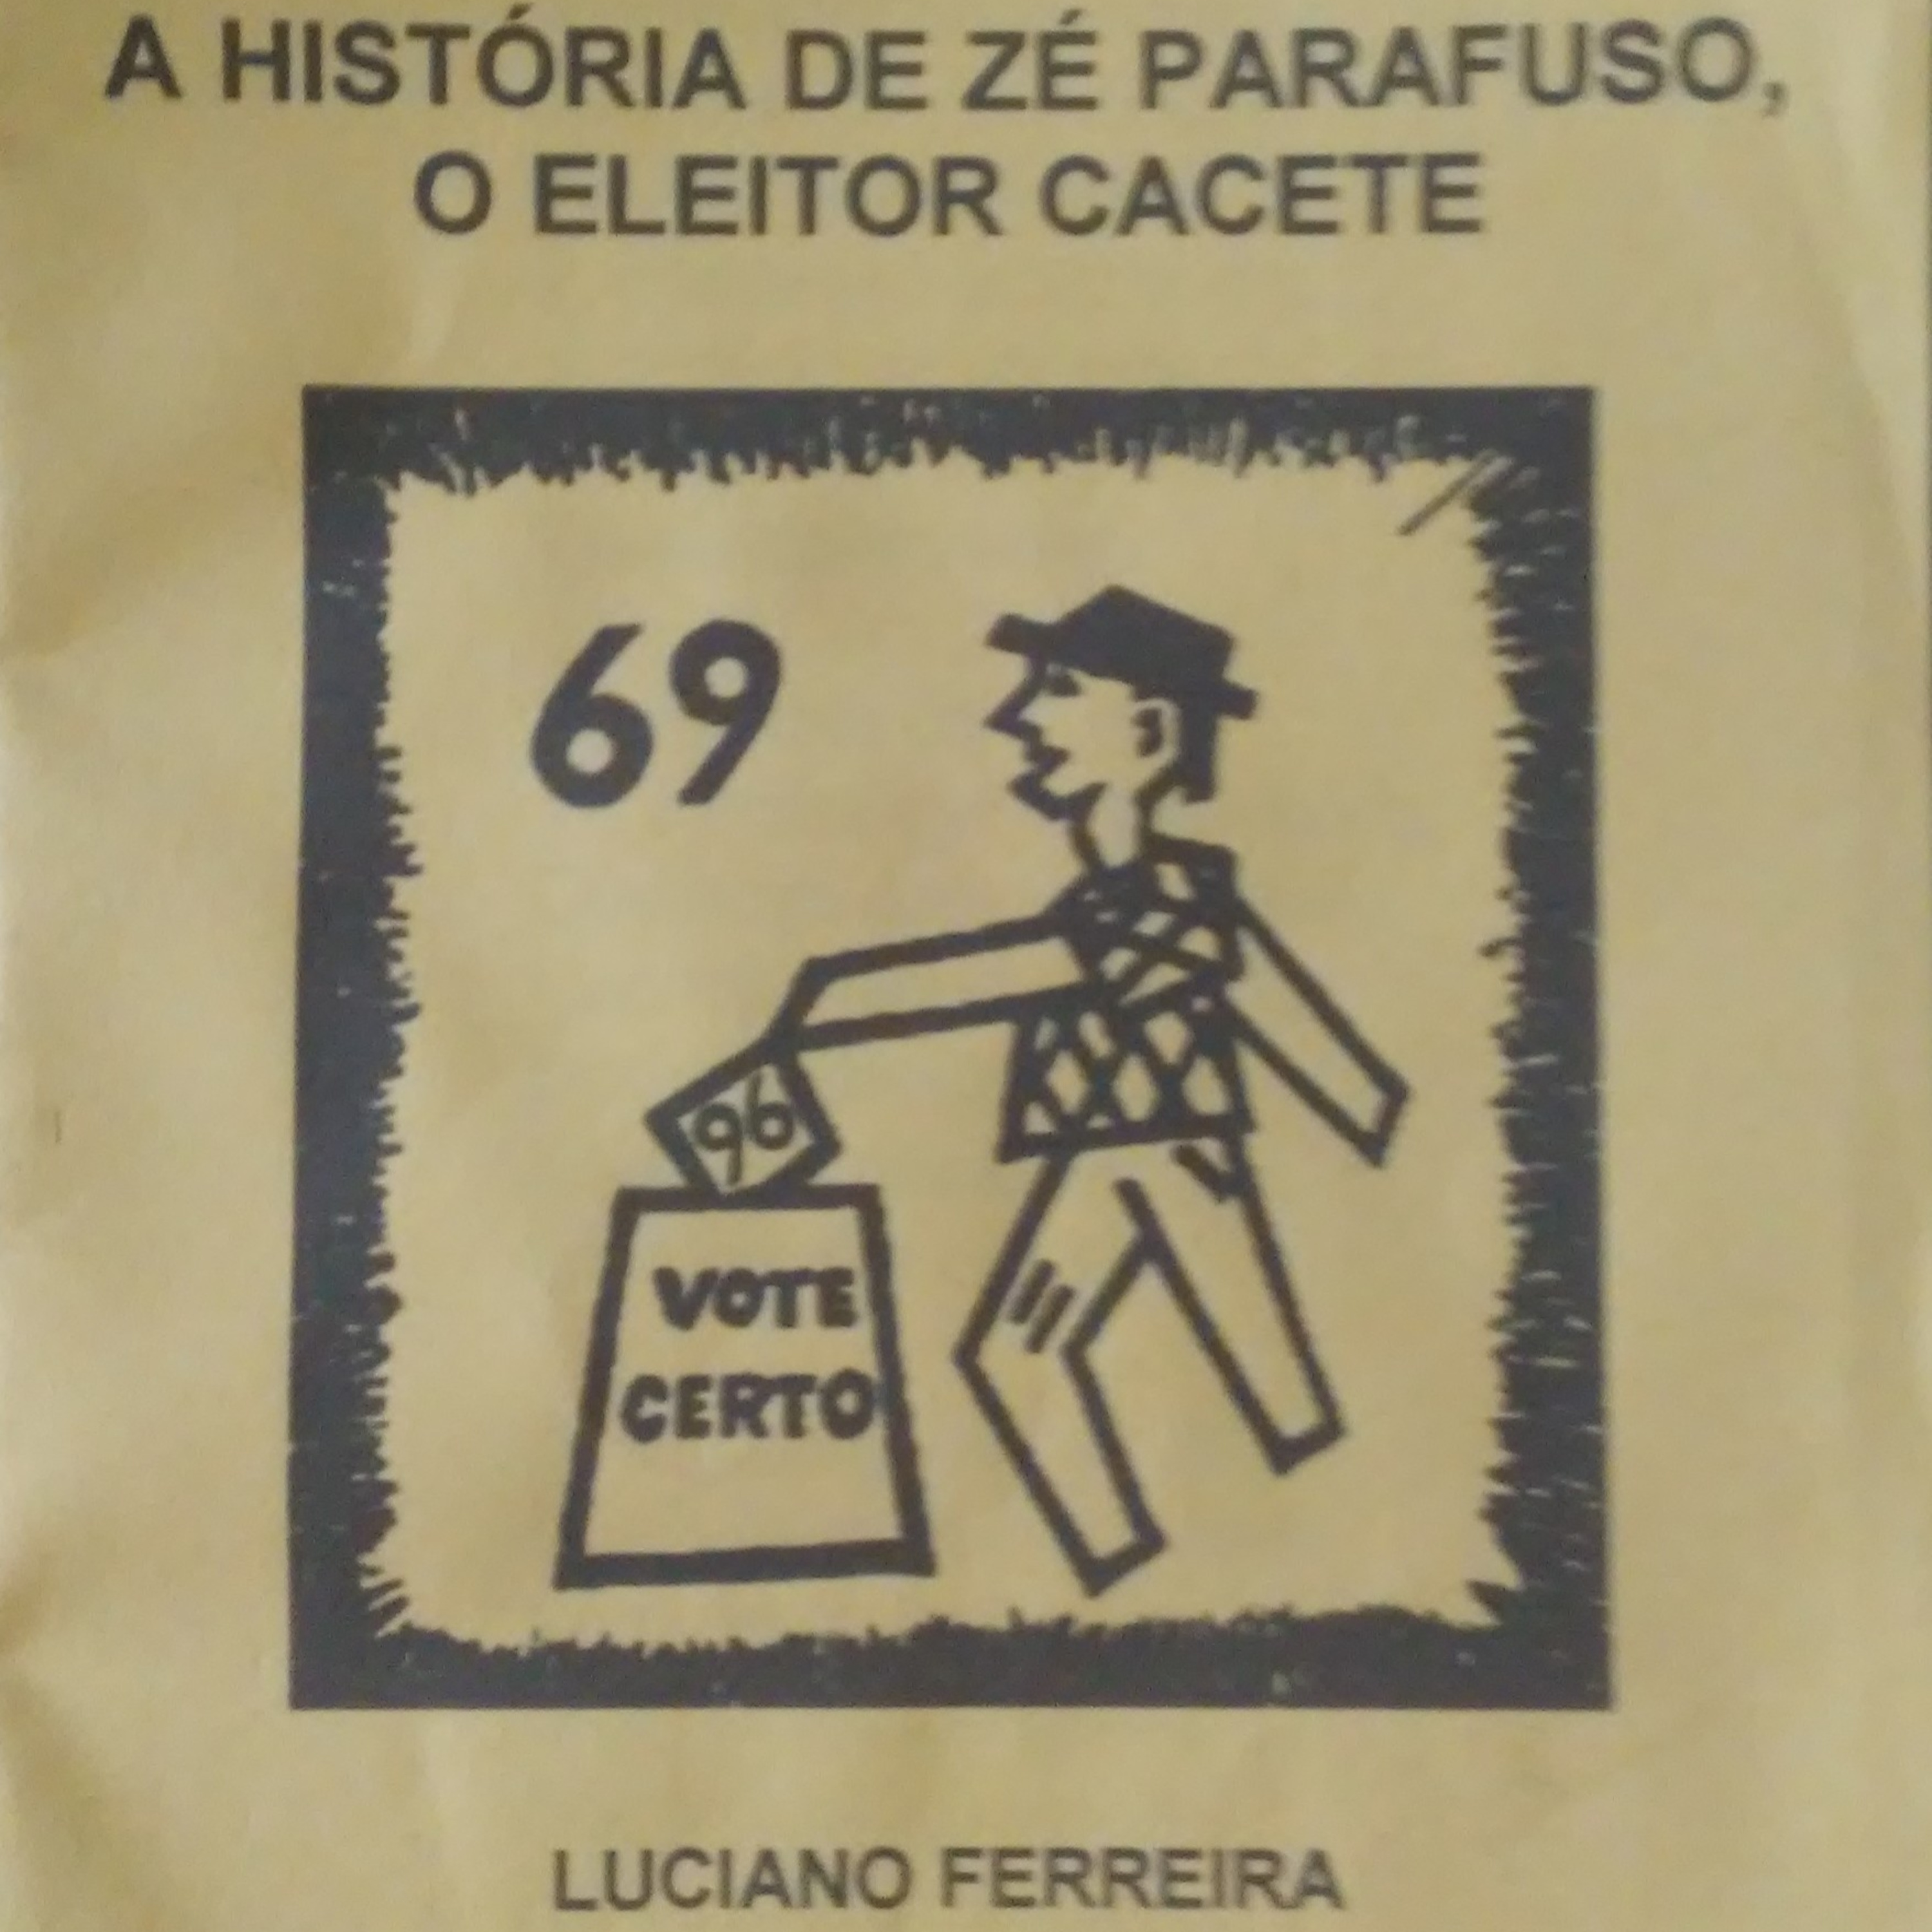 A HISTÓRIA DE ZÉ PARAFUSO,
O ELEITOR CACETE
69
96
VOTE
CERTO
LUCIANO FERREIRA